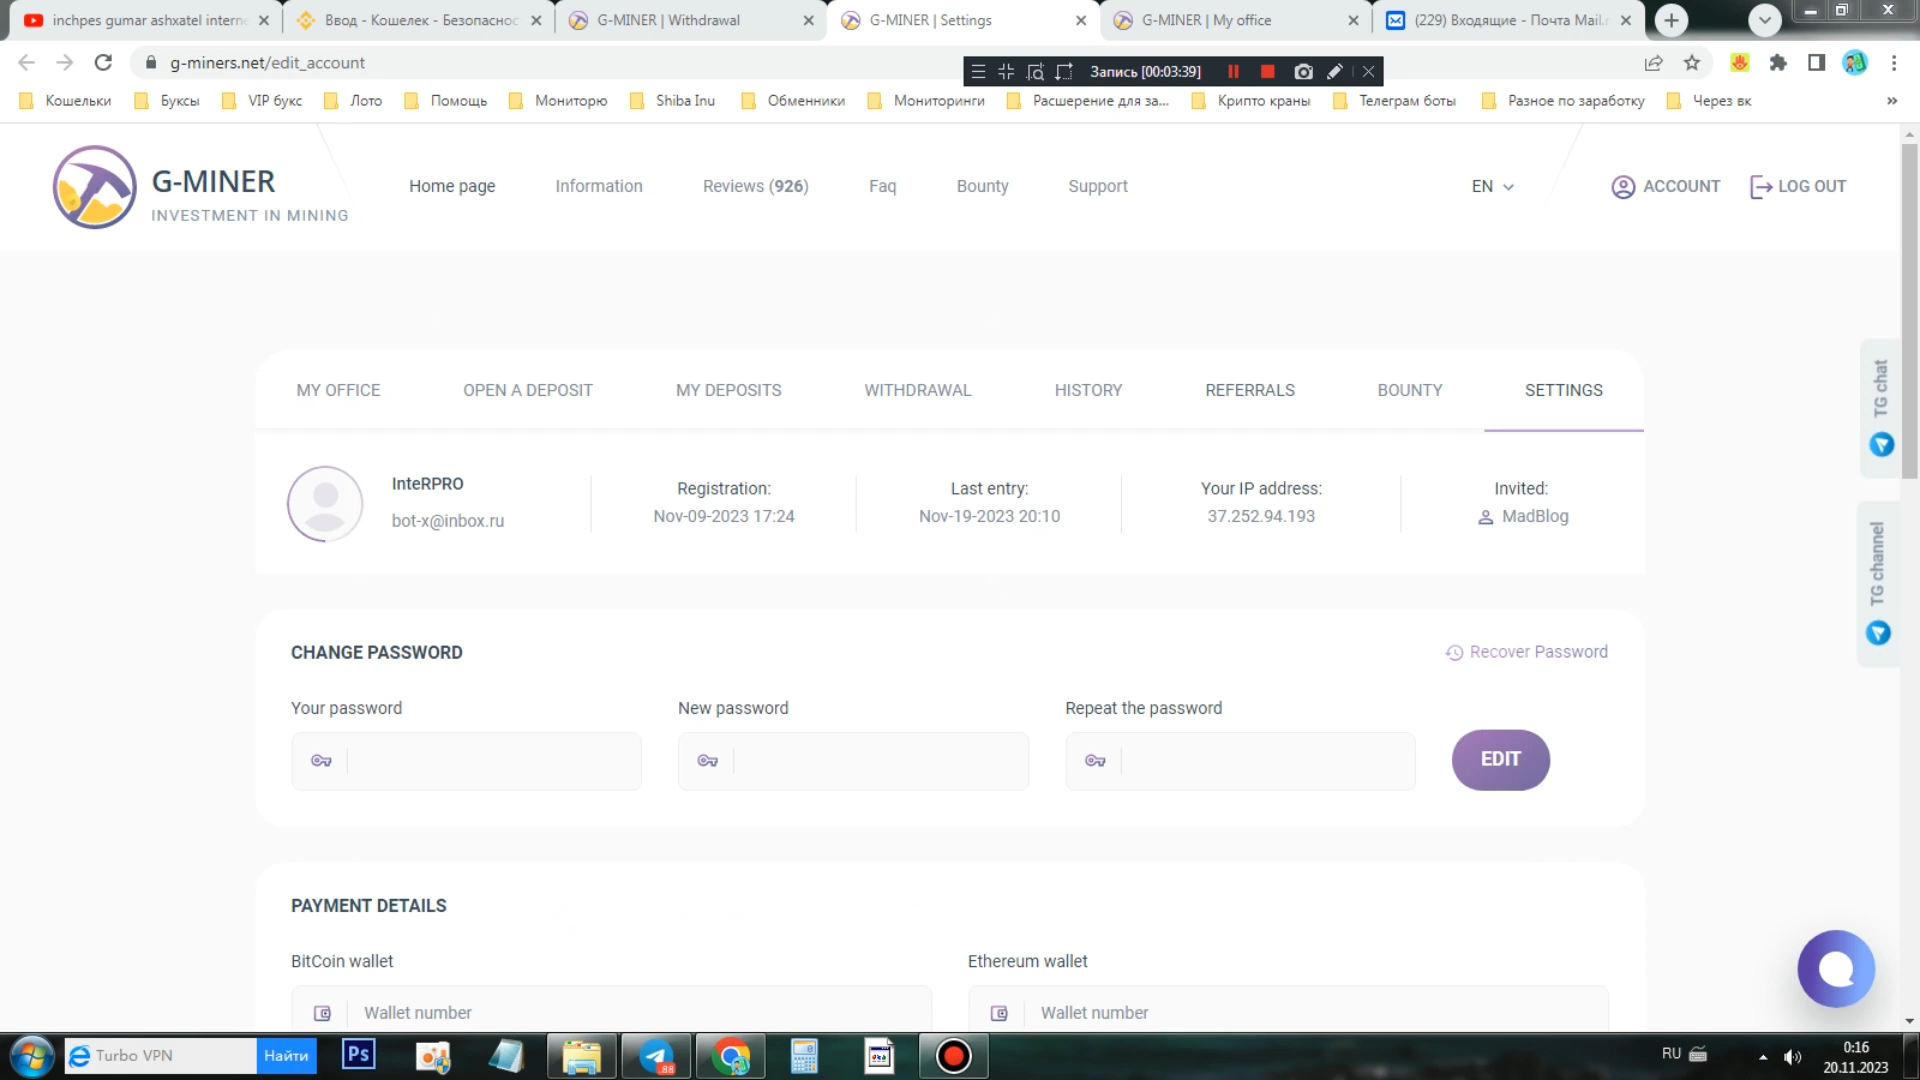 inchpes gumar ashxatel interne
Ввод - Кошелек - Безопаснос
G-MINER | Withdrawal
G-MINER | Settings
G-MINER | My office
(229) Входящие - Почта Mail.r
g-miners.net/edit_account
Запись [00:03:39]
Кошельки
Буксы
VIP букс
Лото
Помощь
Мониторю
Shiba Inu
Обменники
Мониторинги
Расшерение для за...
Крипто краны
Телеграм боты
Разное по заработку
Через вк
»
G-MINER
INVESTMENT IN MINING
Home page
Information
Reviews (926)
Faq
Bounty
Support
EN
ACCOUNT
LOG OUT
MY OFFICE
OPEN A DEPOSIT
MY DEPOSITS
WITHDRAWAL
HISTORY
REFERRALS
BOUNTY
SETTINGS
TG chat
InteRPRO
bot-x@inbox.ru
Registration:
Nov-09-2023 17:24
Last entry:
Nov-19-2023 20:10
Your IP address:
37.252.94.193
Invited:
MadBlog
TG channel
CHANGE PASSWORD
Recover Password
Your password
New password
Repeat the password
EDIT
PAYMENT DETAILS
BitCoin wallet
Ethereum wallet
Wallet number
Wallet number
Turbo VPN
Найти
Ps
88
RU
0:16
20.11.2023